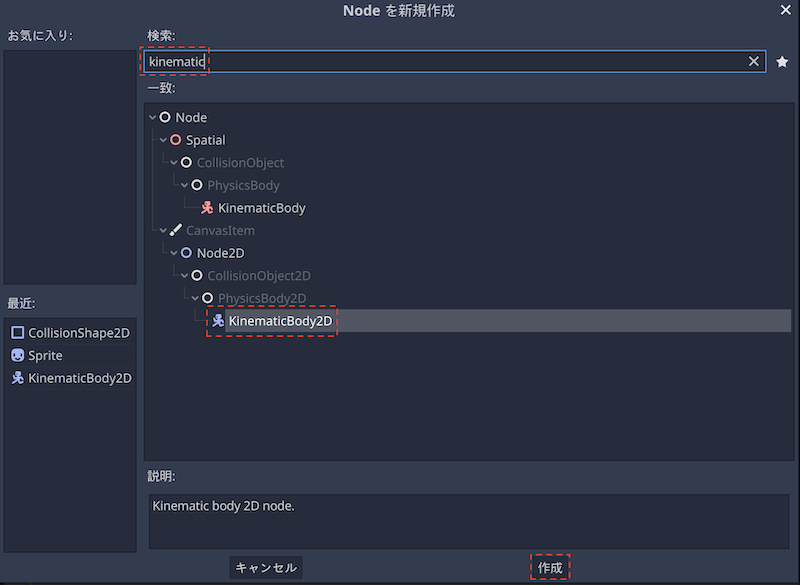 Node を新規作成
お気に入り:
検索:
kinematic
一致:
Node
Spatial
CollisionObject
PhysicsBody
KinematicBody
CanvasItem
Node2D
CollisionObject2D
PhysicsBody2D
KinematicBody2D
最近:
CollisionShape2D
Sprite
KinematicBody2D
説明:
Kinematic body 2D node.
キャンセル
作成